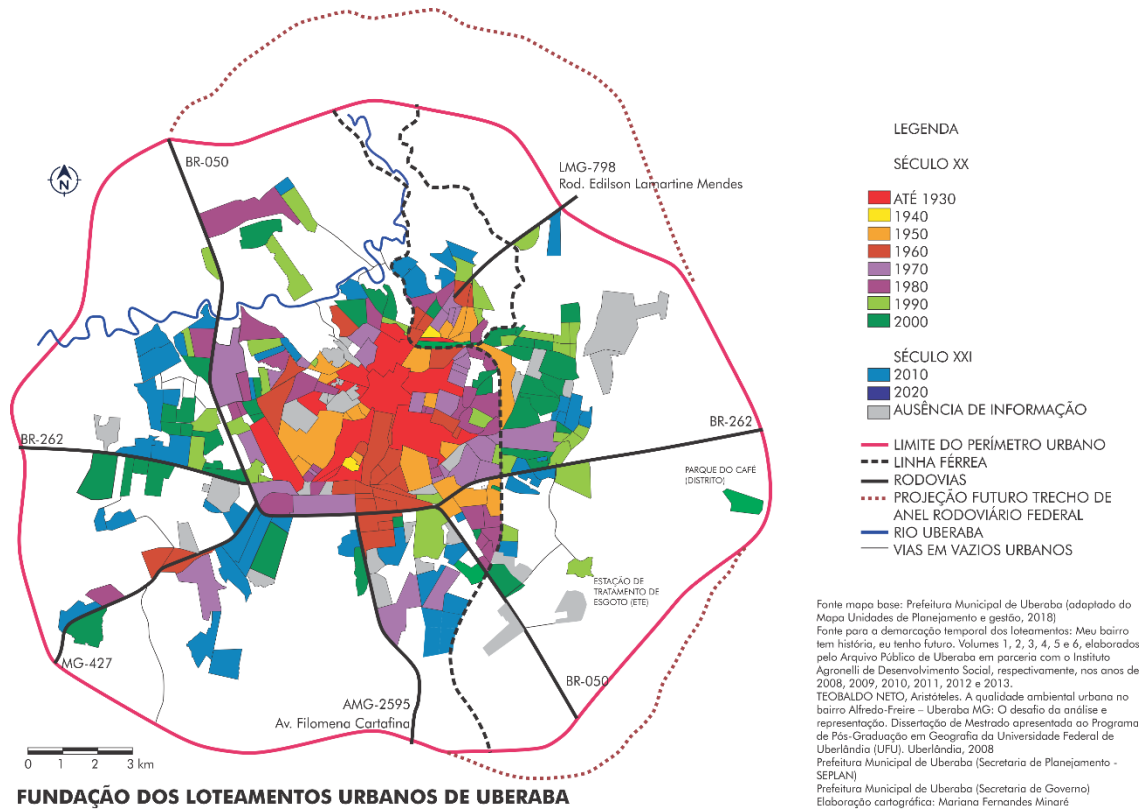 BR-050
LMG-798
Rod. Edilson Lamartine Mendes
N
BR-262
BR-262
PARQUE DO CAFÉ
(DISTRITO)
ESTAÇÃO DE
TRATAMENTO DE
ESGOTO (ETE)
MG-427
AMG-2595
Av. Filomena Cartafina
BR-050
0 1 2 3 km
FUNDAÇÃO DOS LOTEAMENTOS URBANOS DE UBERABA
LEGENDA
SÉCULO XX
ATÉ 1930
1940
1950
1960
1970
1980
1990
2000
SÉCULO XXI
2010
2020
AUSÊNCIA DE INFORMAÇÃO
LIMITE DO PERÍMETRO URBANO
LINHA FÉRREA
RODOVIAS
PROJEÇÃO FUTURO TRECHO DE
ANEL RODOVIÁRIO FEDERAL
RIO UBERABA
VIAS EM VAZIOS URBANOS
Fonte mapa base: Prefeitura Municipal de Uberaba (adaptado do
Mapa Unidades de Planejamento e gestão, 2018)
Fonte para a demarcação temporal dos loteamentos: Meu bairro
tem história, eu tenho futuro. Volumes 1, 2, 3, 4, 5 e 6, elaborados
pelo Arquivo Público de Uberaba em parceria com o Instituto
Agronelli de Desenvolvimento Social, respectivamente, nos anos de
2008, 2009, 2010, 2011, 2012 e 2013.
TEOBALDO NETO, Aristóteles. A qualidade ambiental urbana no
bairro Alfredo-Freire – Uberaba MG: O desafio da análise e
representação. Dissertação de Mestrado apresentada ao Programa
de Pós-Graduação em Geografia da Universidade Federal de
Uberlândia (UFU). Uberlândia, 2008
Prefeitura Municipal de Uberaba (Secretaria de Planejamento -
SEPLAN)
Prefeitura Municipal de Uberaba (Secretaria de Governo)
Elaboração cartográfica: Mariana Fernandes Minaré